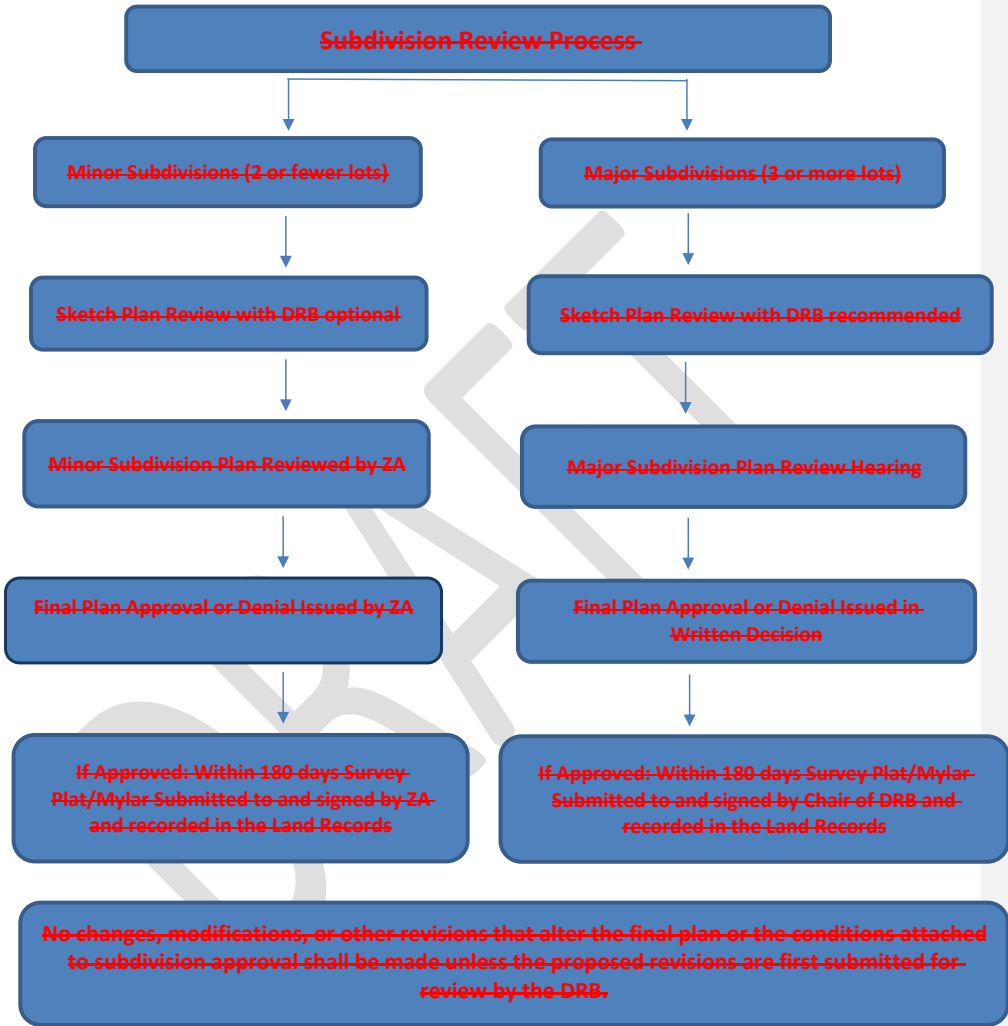 Subdivision Review Process
Minor Subdivisions (2 or fewer lots)
Major Subdivisions (3 or more lots)
Sketch Plan Review with DRB optional
Sketch Plan Review with DRB recommended
Minor Subdivision Plan Reviewed by ZA
Major Subdivision Plan Review Hearing
Final Plan Approval or Denial Issued by ZA
Final Plan Approval or Denial Issued in
Written Decision
If Approved: Within 180 days Survey
Plat/Mylar Submitted to and signed by ZA
and recorded in the Land Records
If Approved: Within 180 days Survey Plat/Mylar
Submitted to and signed by Chair of DRB and
recorded in the Land Records
No changes, modifications, or other revisions that alter the final plan or the conditions attached
to subdivision approval shall be made unless the proposed revisions are first submitted for
review by the DRB.
DRAFT